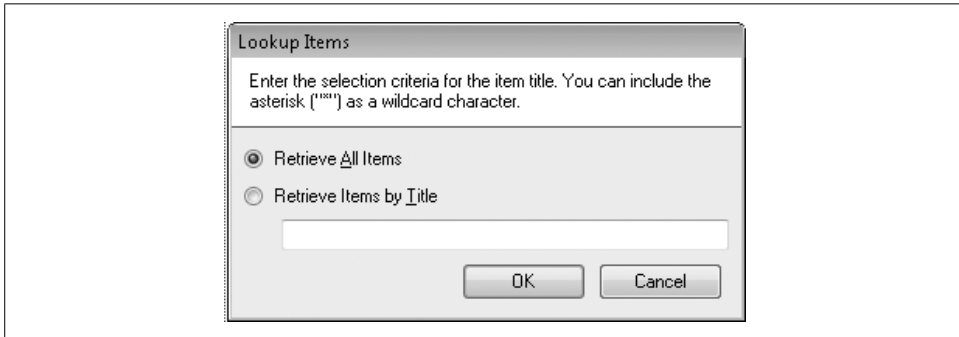 Lookup Items
Enter the selection criteria for the item title. You can include the
asterisk ("*") as a wildcard character.
Retrieve All Items
Retrieve Items by Title
OK Cancel